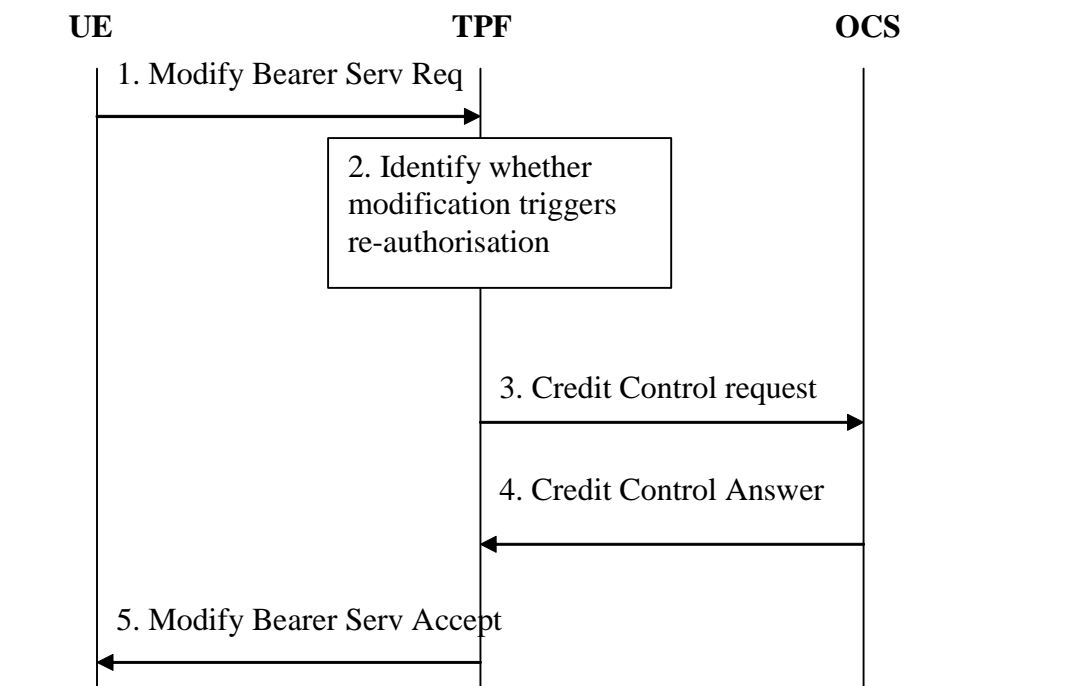 UE TPF OCS
1. Modify Bearer Serv Req
2. Identify whether
modification triggers
re-authorisation
3. Credit Control request
4. Credit Control Answer
5. Modify Bearer Serv Accept